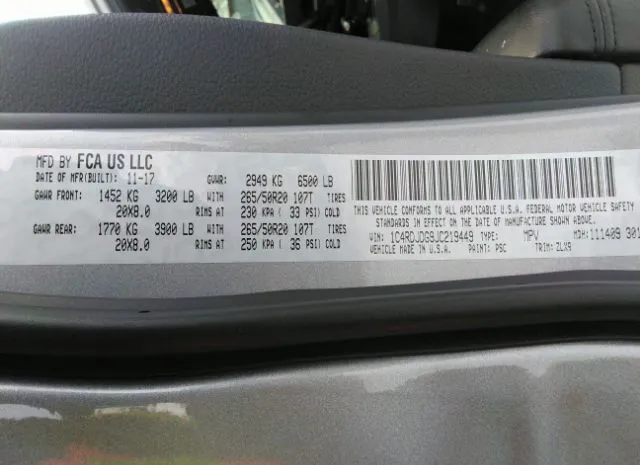 MFD BY FCA US LLC
DATE OF MFR(BUILT): 11-17 GVWR: 2949 KG 6500 LB
GAWR FRONT: 1452 KG 3200 LB WITH 265/50R20 107T TIRES
20X8.0 RIMS AT 230 KPA ( 33 PSI) COLD
GAWR REAR: 1770 KG 3900 LB WITH 265/50R20 107T TIRES
20X8.0 RIMS AT 250 KPA ( 36 PSI) COLD
THIS VEHICLE CONFORMS TO ALL APPLICABLE U.S.A. FEDERAL MOTOR VEHICLE SAFETY
STANDARDS IN EFFECT ON THE DATE OF MANUFACTURE SHOWN ABOVE.
VIN: 1C4RDJDG9JC219449 TYPE: MPV MDH:111409 301
VEHICLE MADE IN U.S.A. PAINT: PSC TRIM: ZLX9